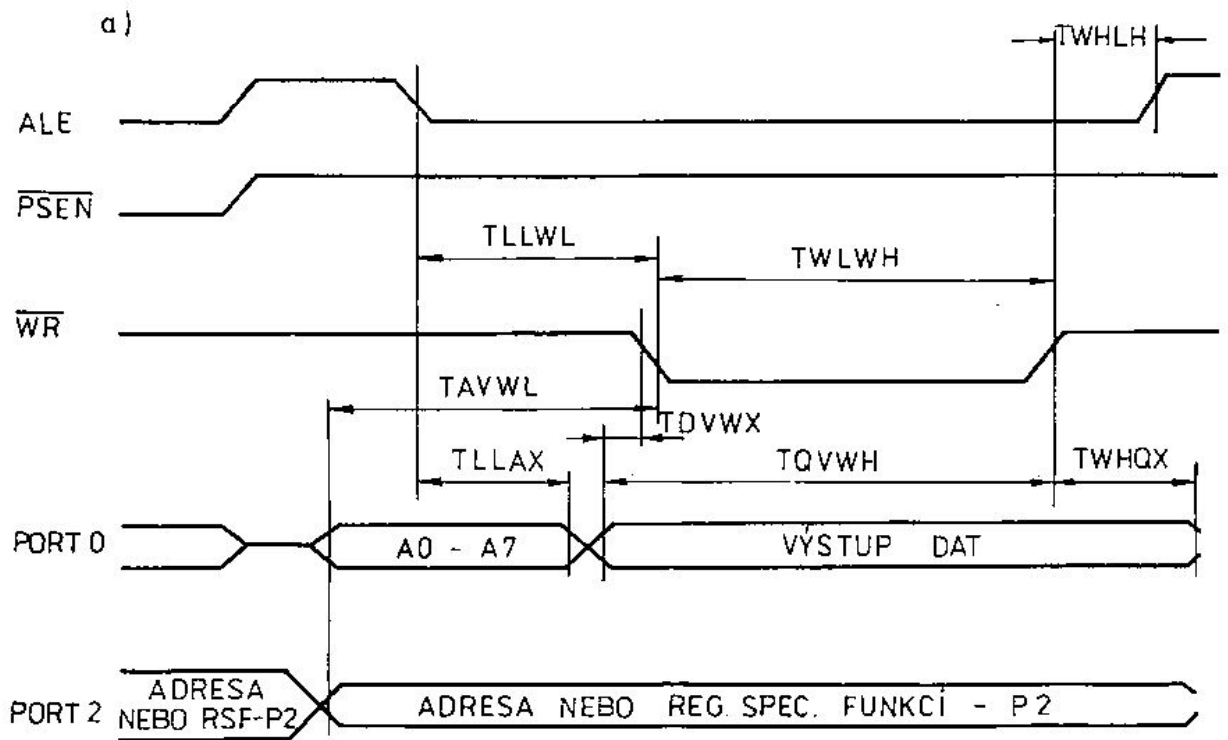 a)
TWHLH
ALE
PSEN
TLLWL
TWLWH
WR
TAVWL
TDVWX
TLLAX
TQVWH
TWHQX
PORT 0
A0 - A7
VÝSTUP DAT
PORT 2
ADRESA
NEBO RSF-P2
ADRESA NEBO REG. SPEC. FUNKCÍ - P2